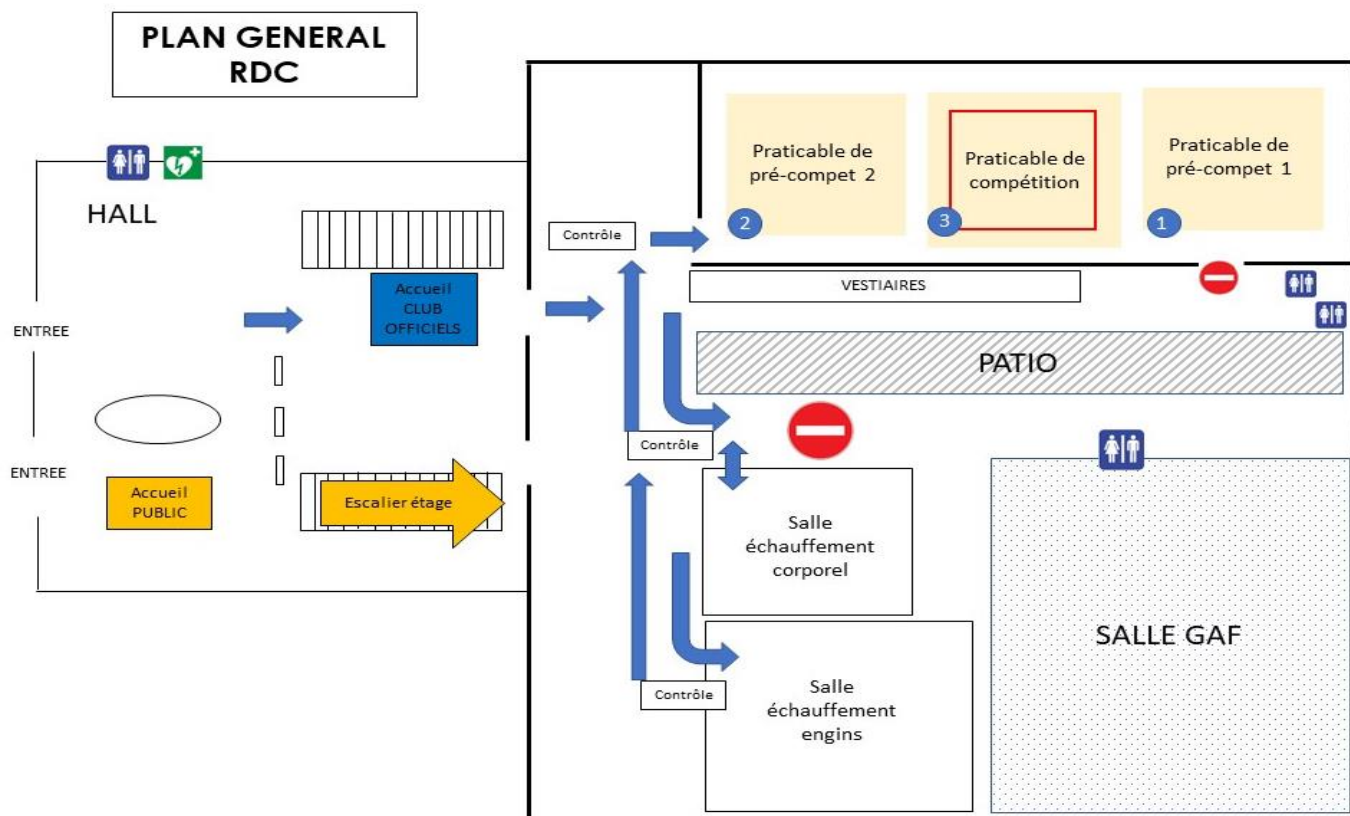 PLAN GENERAL
RDC
HALL
ENTREE
ENTREE
Accueil
CLUB
OFFICIELS
Accueil
PUBLIC
Escalier étage
Contrôle
Contrôle
Contrôle
Praticable de
pré-compet 2
2
Praticable de
compétition
3
Praticable de
pré-compet 1
1
VESTIAIRES
PATIO
Salle
échauffement
corporel
Salle
échauffement
engins
SALLE GAF